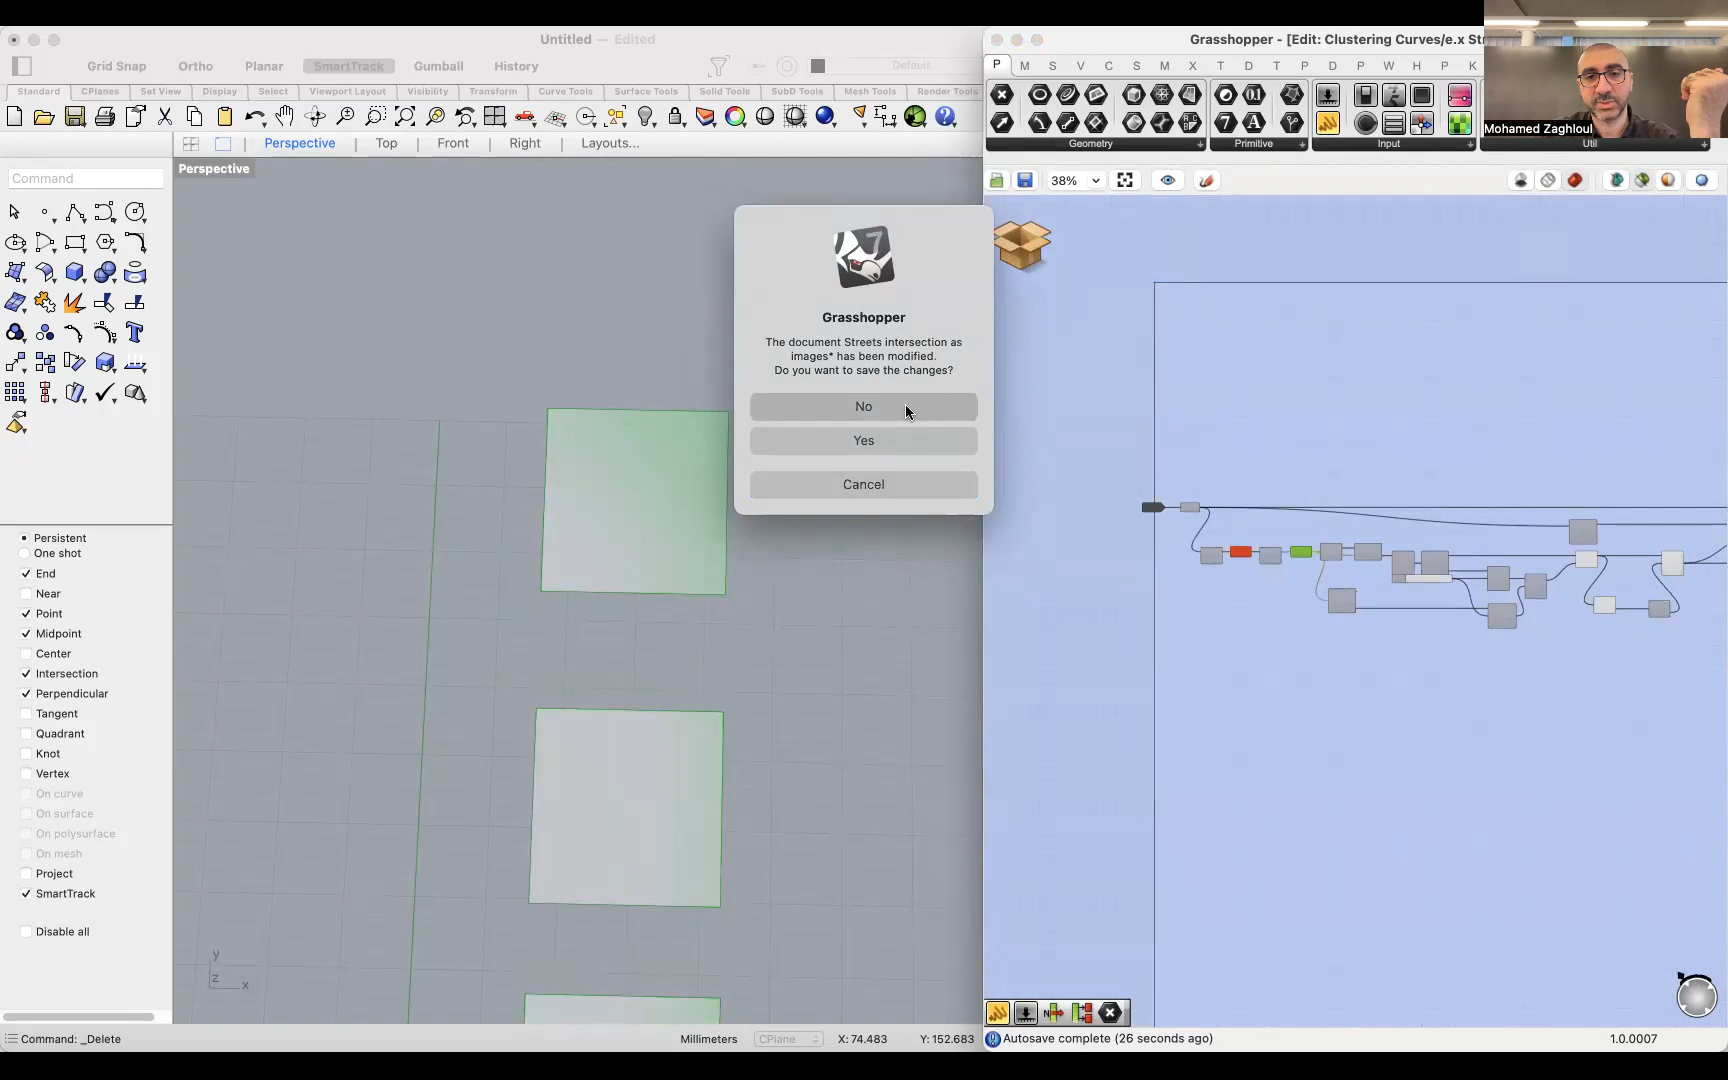 Untitled — Edited
Grasshopper - [Edit: Clustering Curves/e.x St
Grid Snap Ortho Planar SmartTrack Gumball History Default
P M S V C S M X T D T D P W H P K
Standard CPlanes Set View Display Select Viewport Layout Visibility Transform Curve Tools Surface Tools Solid Tools SubD Tools Mesh Tools Render Tools
Mohamed Zaghloul
Perspective Top Front Right Layouts...
Geometry Primitive Input Util
Perspective
Command
38%
7
Grasshopper
The document Streets intersection as
images* has been modified.
Do you want to save the changes?
No
Yes
Cancel
Persistent
One shot
End
Near
Point
Midpoint
Center
Intersection
Perpendicular
Tangent
Quadrant
Knot
Vertex
On curve
On surface
On polysurface
On mesh
Project
SmartTrack
Disable all
y
z
x
Command: _Delete
Millimeters CPlane X: 74.483 Y: 152.683
Autosave complete (26 seconds ago)
1.0.0007